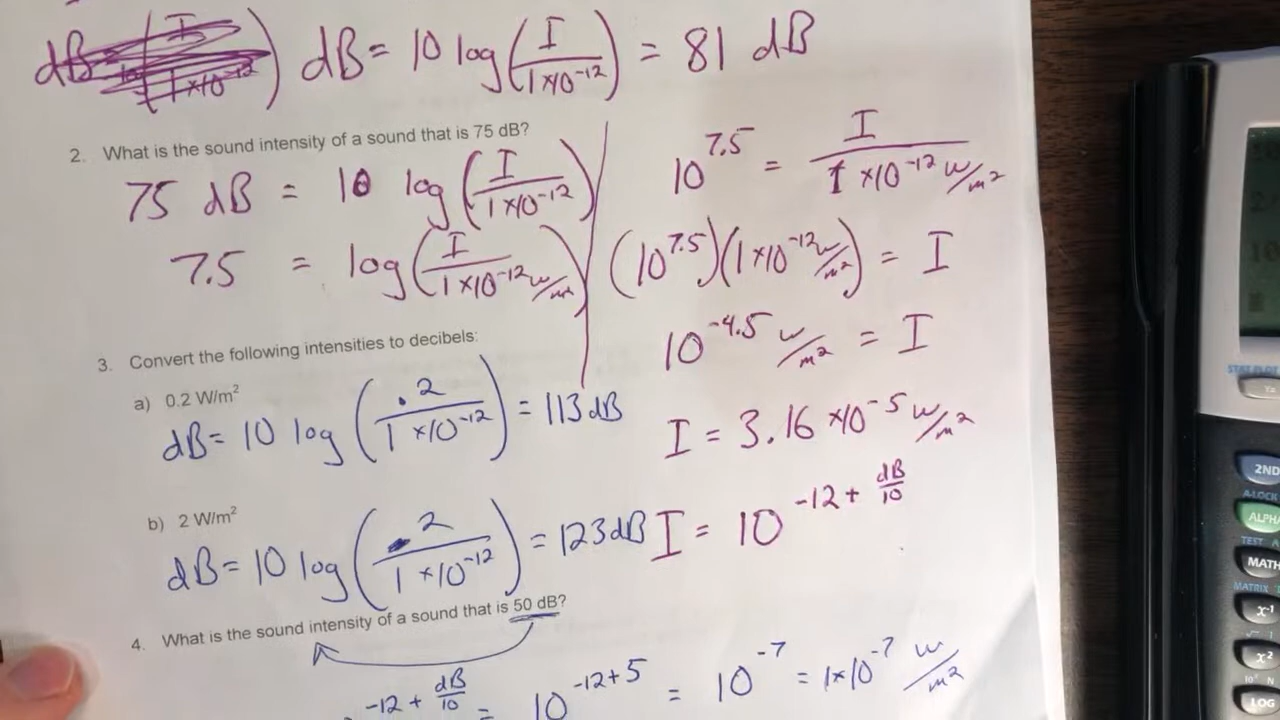 dB = 10 log(I / 1×10⁻¹²) = 81 dB
2. What is the sound intensity of a sound that is 75 dB?
75 dB = 10 log(I / 1×10⁻¹²)
7.5 = log(I / 1×10⁻¹² W/m²)
10^7.5 = I / 1×10⁻¹² W/m²
(10^7.5)(1×10⁻¹² W/m²) = I
10^-4.5 W/m² = I
I = 3.16 ×10⁻⁵ W/m²
I = 10^(-12 + dB/10)
3. Convert the following intensities to decibels:
a) 0.2 W/m²
dB = 10 log(.2 / 1×10⁻¹²) = 113 dB
b) 2 W/m²
dB = 10 log(2 / 1×10⁻¹²) = 123 dB
4. What is the sound intensity of a sound that is 50 dB?
-12 + dB/10 = 10^(-12+5) = 10⁻⁷ = 1×10⁻⁷ W/m²
2ND
ALPH
MATH
MATRIX
x⁻¹
x²
LOG